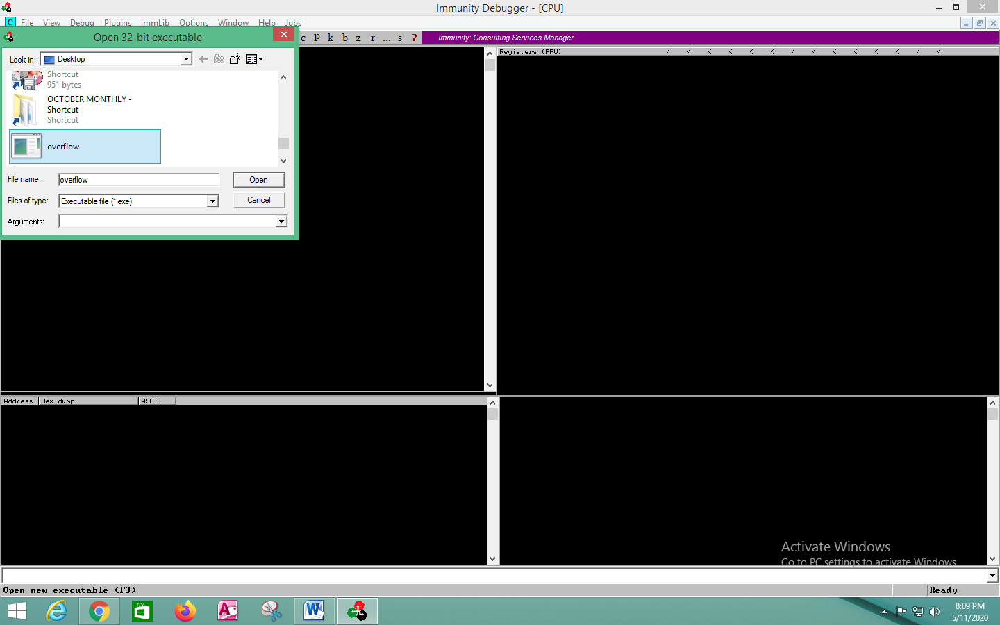 Immunity Debugger - [CPU]
C File View Debug Plugins ImmLib Options Window Help Jobs
Open 32-bit executable
c P k b z r ... s ?
Immunity: Consulting Services Manager
Look in: Desktop
Shortcut
951 bytes
OCTOBER MONTHLY -
Shortcut
Shortcut
overflow
File name: overflow Open
Files of type: Executable file (*.exe) Cancel
Arguments:
Registers (FPU) < < < < < < < < < < < < < <
Address Hex dump ASCII
Activate Windows
Go to PC settings to activate Windows
Open new executable (F3) Ready
8:09 PM
5/11/2020